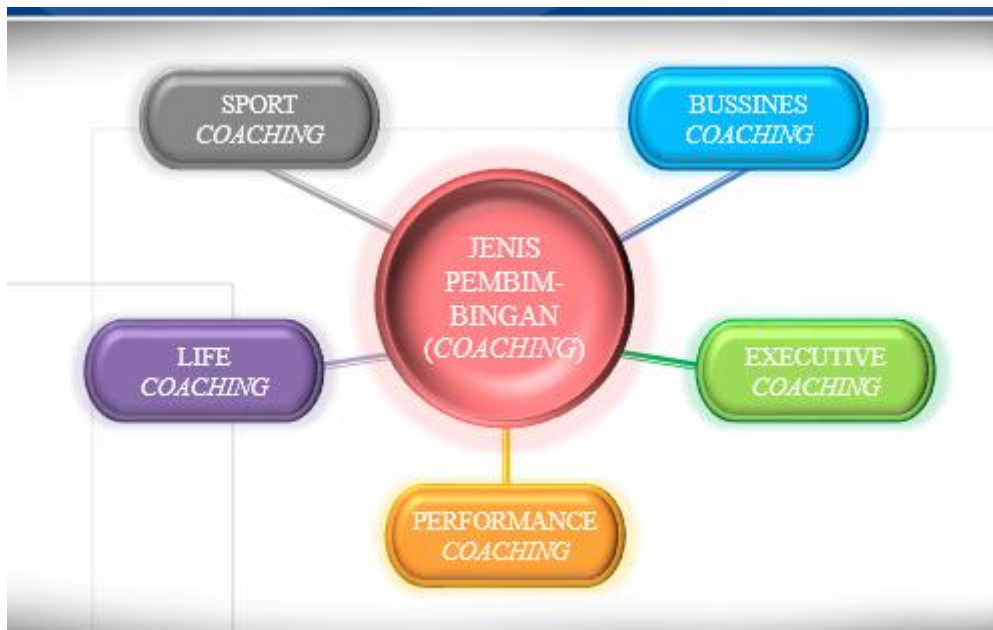 SPORT
COACHING
BUSSINES
COACHING
JENIS
PEMBIM-
BINGAN
(COACHING)
LIFE
COACHING
EXECUTIVE
COACHING
PERFORMANCE
COACHING